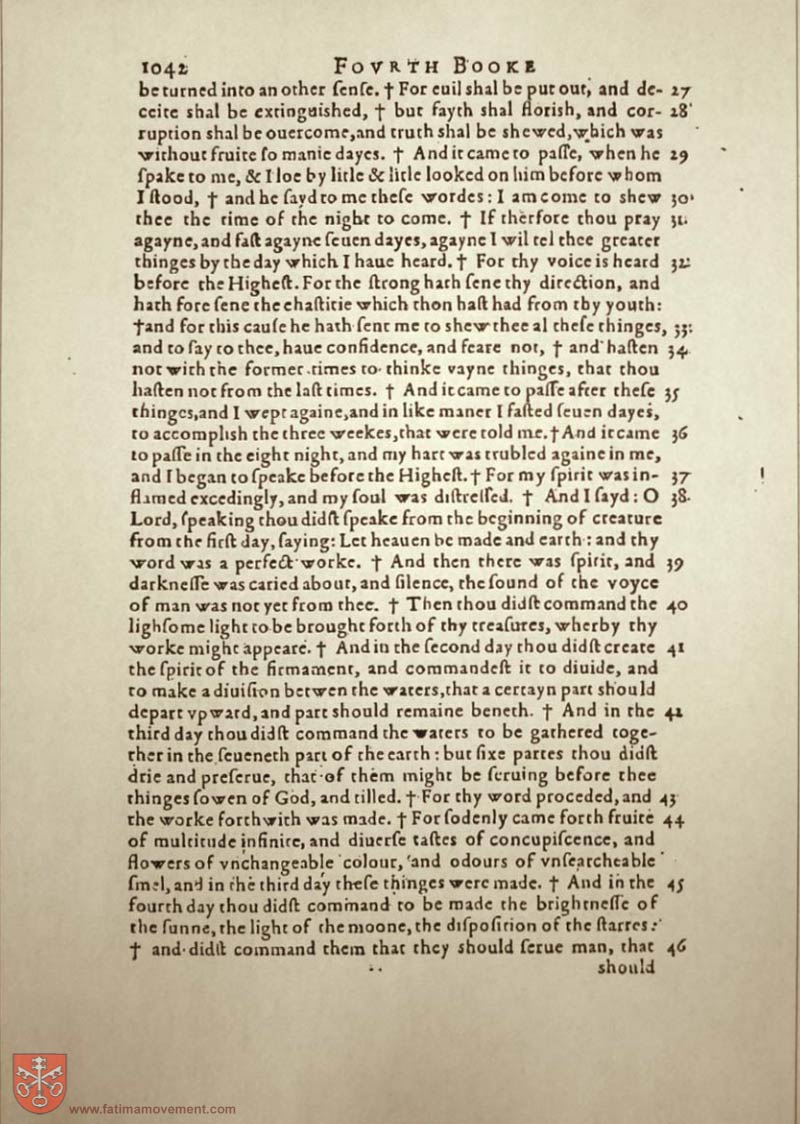 1042 FOVRTH BOOKE
be turned into an other ſenſe. † For euil shal be put out, and de- 27
ceite shal be extinguished, † but fayth shal florish, and cor- 28
ruption shal be ouercome, and truth shal be shewed, which was
without fruite ſo manie dayes. † And it came to paſſe, when he 29
ſpake to me, & I loe by litle & litle looked on him before whom
I ſtood, † and he ſayd to me theſe wordes: I am come to shew 30
thee the time of the night to come. † If therfore thou pray 31
agayne, and faſt agayne ſeuen dayes, agayne I wil tel thee greater
thinges by the day which I haue heard. † For thy voice is heard 32
before the Higheſt. For the ſtrong hath ſene thy direction, and
hath fore ſene the chaſtitie which thon haſt had from thy youth:
† and for this cauſe he hath ſent me to shew thee al theſe thinges, 33
and to ſay to thee, haue confidence, and feare not, † and haſten 34
not with the former times to thinke vayne thinges, that thou
haſten not from the laſt times. † And it came to paſſe after theſe 35
thinges, and I wept againe, and in like maner I faſted ſeuen dayes,
to accomplish the three weekes, that were told me. † And it came 36
to paſſe in the eight night, and my hart was trubled againe in me,
and I began to ſpeake before the Higheſt. † For my ſpirit was in- 37
flamed excedingly, and my ſoul was diſtreſſed. † And I ſayd: O 38
Lord, ſpeaking thou didſt ſpeake from the beginning of creature
from the firſt day, ſaying: Let heauen be made and earth: and thy
word was a perfect worke. † And then there was ſpirit, and 39
darkneſſe was caried about, and ſilence, the ſound of the voyce
of man was not yet from thee. † Then thou didſt command the 40
lighſome light to be brought forth of thy treaſures, wherby thy
worke might appeare. † And in the ſecond day thou didſt create 41
the ſpirit of the firmament, and commandeſt it to diuide, and
to make a diuiſion betwen the waters, that a certayn part should
depart vpward, and part should remaine beneth. † And in the 42
third day thou didſt command the waters to be gathered toge-
ther in the ſeueneth part of the earth: but ſixe partes thou didſt
drie and preſerue, that of them might be ſeruing before thee
thinges ſowen of God, and tilled. † For thy word proceded, and 43
the worke forthwith was made. † For ſodenly came forth fruite 44
of multitude infinite, and diuerſe taſtes of concupiſcence, and
flowers of vnchangeable colour, and odours of vnſearcheable
ſmel, and in the third day theſe thinges were made. † And in the 45
fourth day thou didſt command to be made the brightneſſe of
the ſunne, the light of the moone, the diſpoſition of the ſtarres:
† and didſt command them that they should ſerue man, that 46
should
www.fatimamovement.com